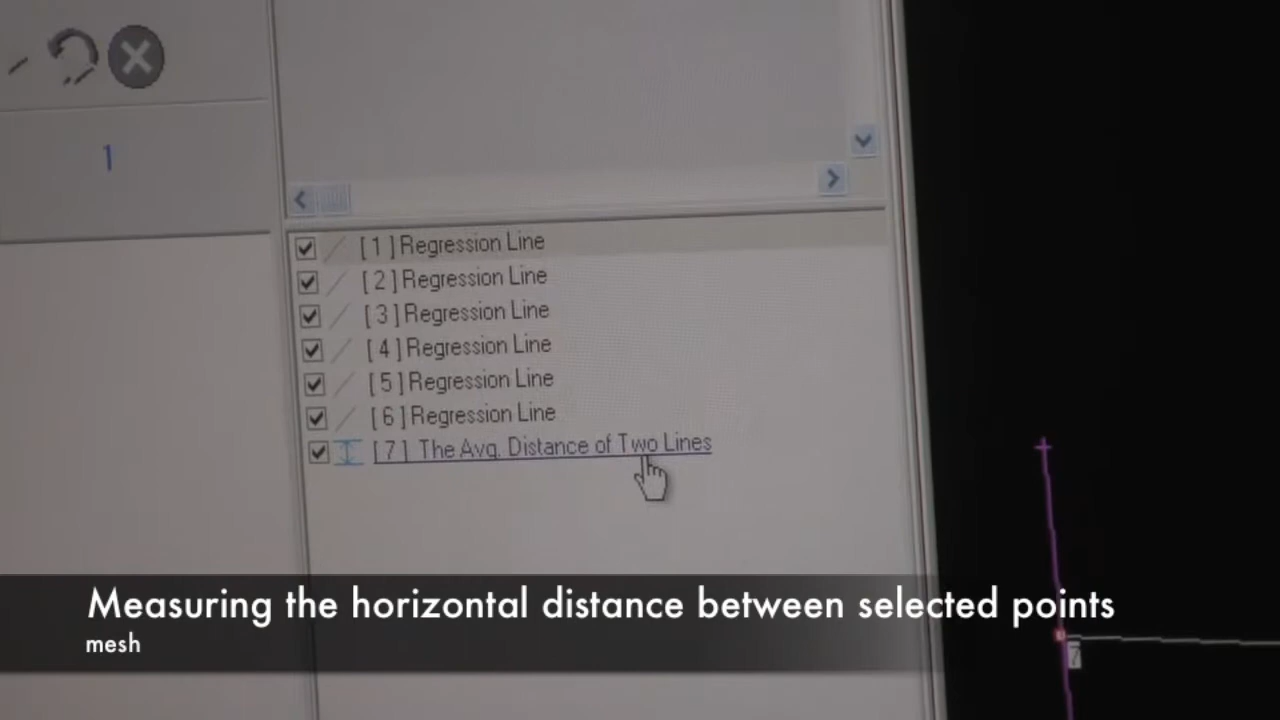 1
[ 1 ] Regression Line
[ 2 ] Regression Line
[ 3 ] Regression Line
[ 4 ] Regression Line
[ 5 ] Regression Line
[ 6 ] Regression Line
[ 7 ] The Avg. Distance of Two Lines
Measuring the horizontal distance between selected points
mesh
7